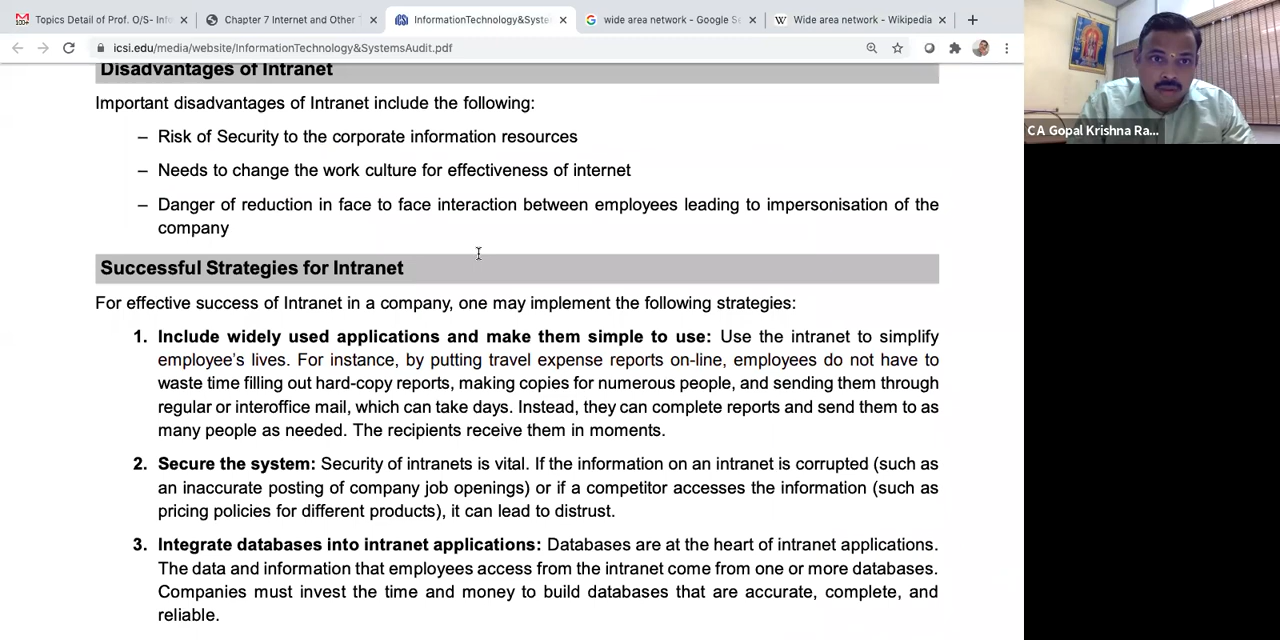 Topics Detail of Prof. O/S- Info
Chapter 7 Internet and Other T
InformationTechnology&Syste
wide area network - Google Se
Wide area network - Wikipedia
icsi.edu/media/website/InformationTechnology&SystemsAudit.pdf
CA Gopal Krishna Ra...
Disadvantages of Intranet
Important disadvantages of Intranet include the following:
– Risk of Security to the corporate information resources
– Needs to change the work culture for effectiveness of internet
– Danger of reduction in face to face interaction between employees leading to impersonisation of the
company
Successful Strategies for Intranet
For effective success of Intranet in a company, one may implement the following strategies:
1. Include widely used applications and make them simple to use: Use the intranet to simplify
employee's lives. For instance, by putting travel expense reports on-line, employees do not have to
waste time filling out hard-copy reports, making copies for numerous people, and sending them through
regular or interoffice mail, which can take days. Instead, they can complete reports and send them to as
many people as needed. The recipients receive them in moments.
2. Secure the system: Security of intranets is vital. If the information on an intranet is corrupted (such as
an inaccurate posting of company job openings) or if a competitor accesses the information (such as
pricing policies for different products), it can lead to distrust.
3. Integrate databases into intranet applications: Databases are at the heart of intranet applications.
The data and information that employees access from the intranet come from one or more databases.
Companies must invest the time and money to build databases that are accurate, complete, and
reliable.